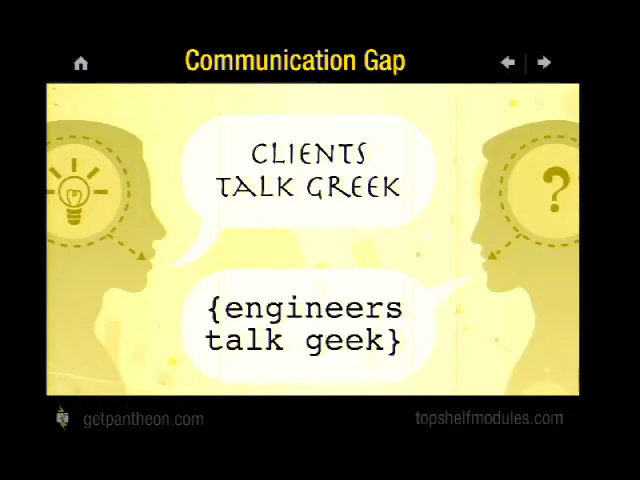 Communication Gap
CLIENTS
TALK GREEK
?
{engineers
talk geek}
getpantheon.com
topshelfmodules.com